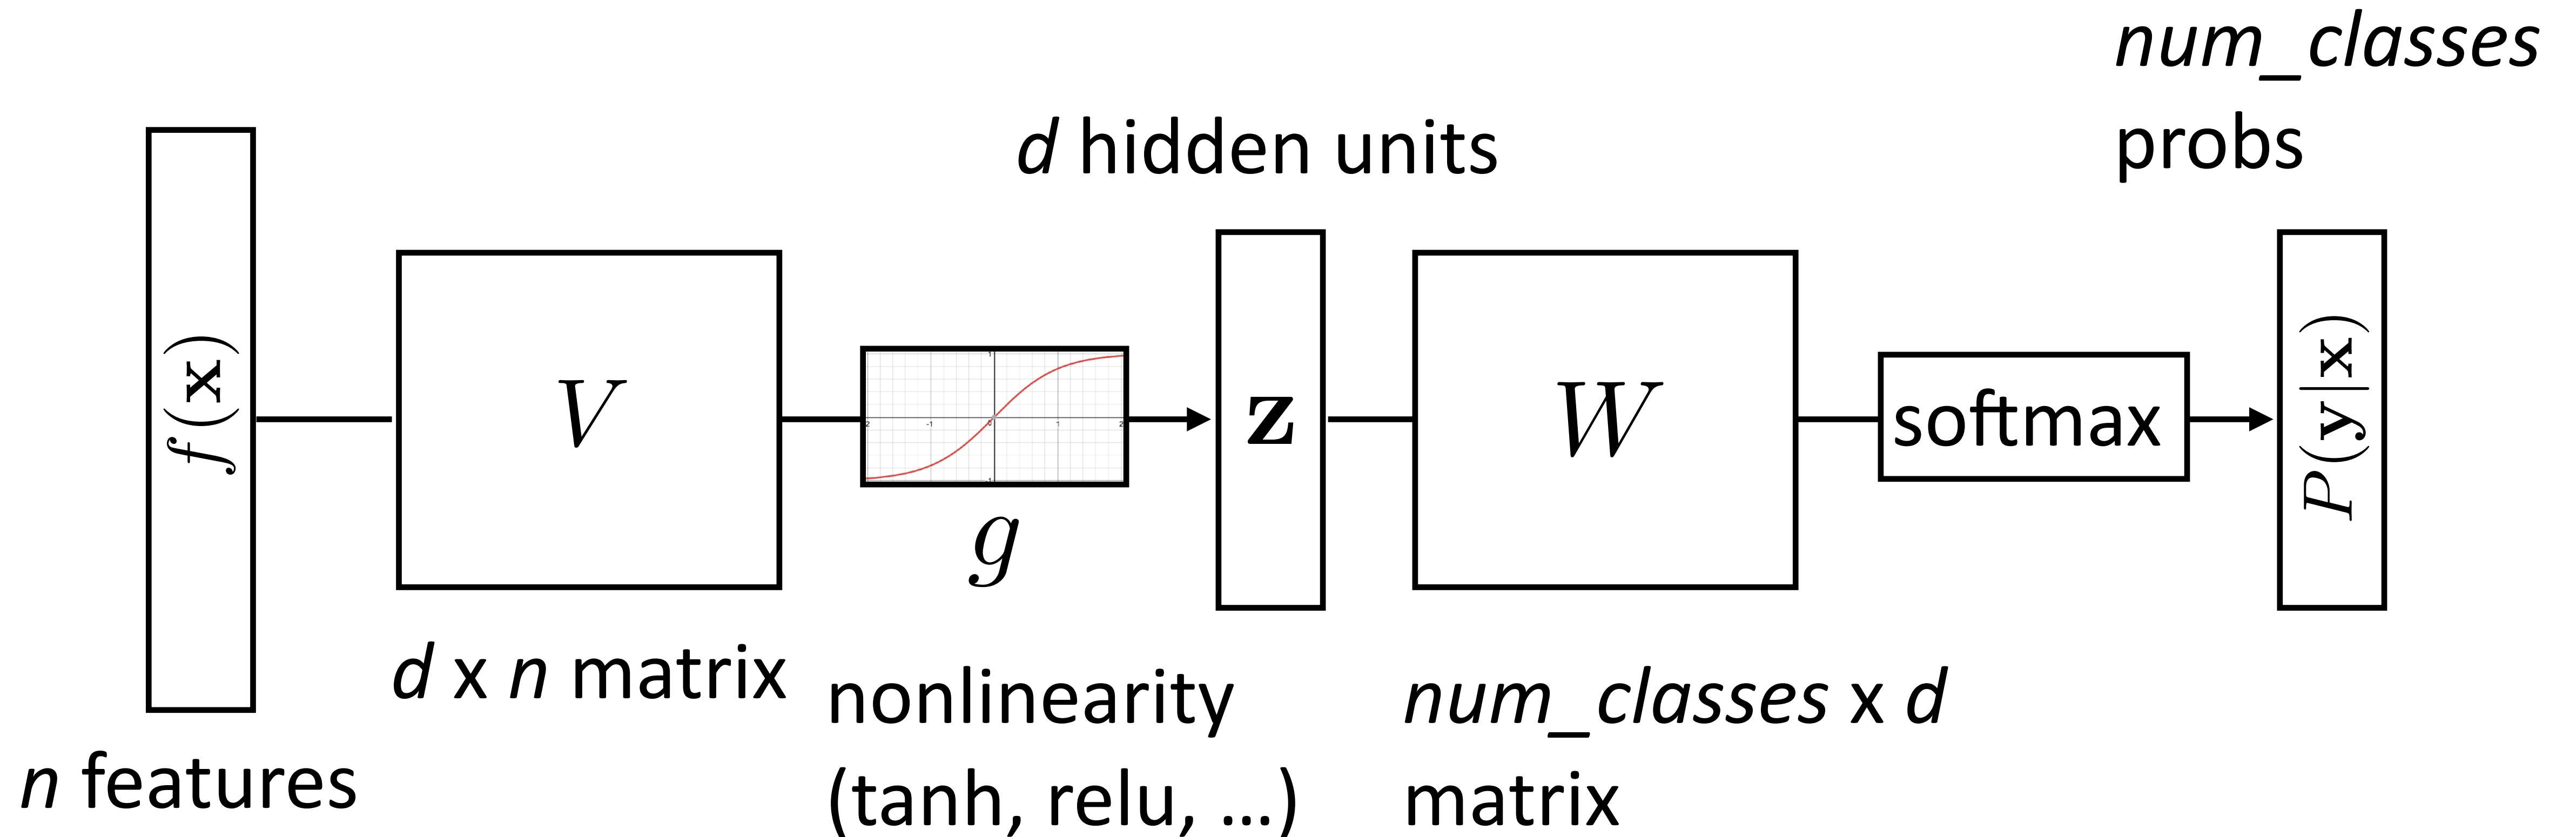 num_classes
probs
d hidden units
f(x)
V
g
z
W
softmax
P(y|x)
d x n matrix
nonlinearity
(tanh, relu, …)
num_classes x d
matrix
n features